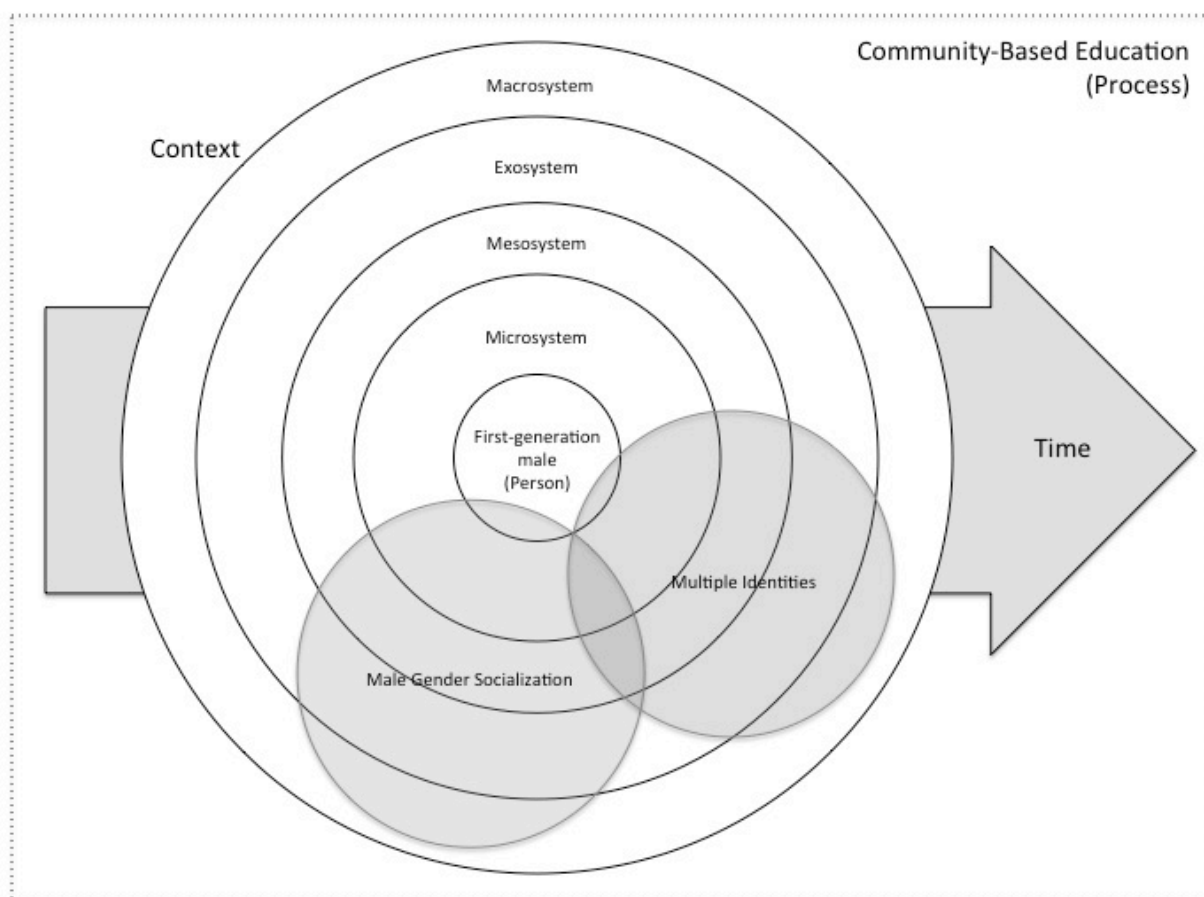 Community-Based Education
(Process)
Macrosystem
Context
Exosystem
Mesosystem
Microsystem
First-generation
male
(Person)
Time
Multiple Identities
Male Gender Socialization